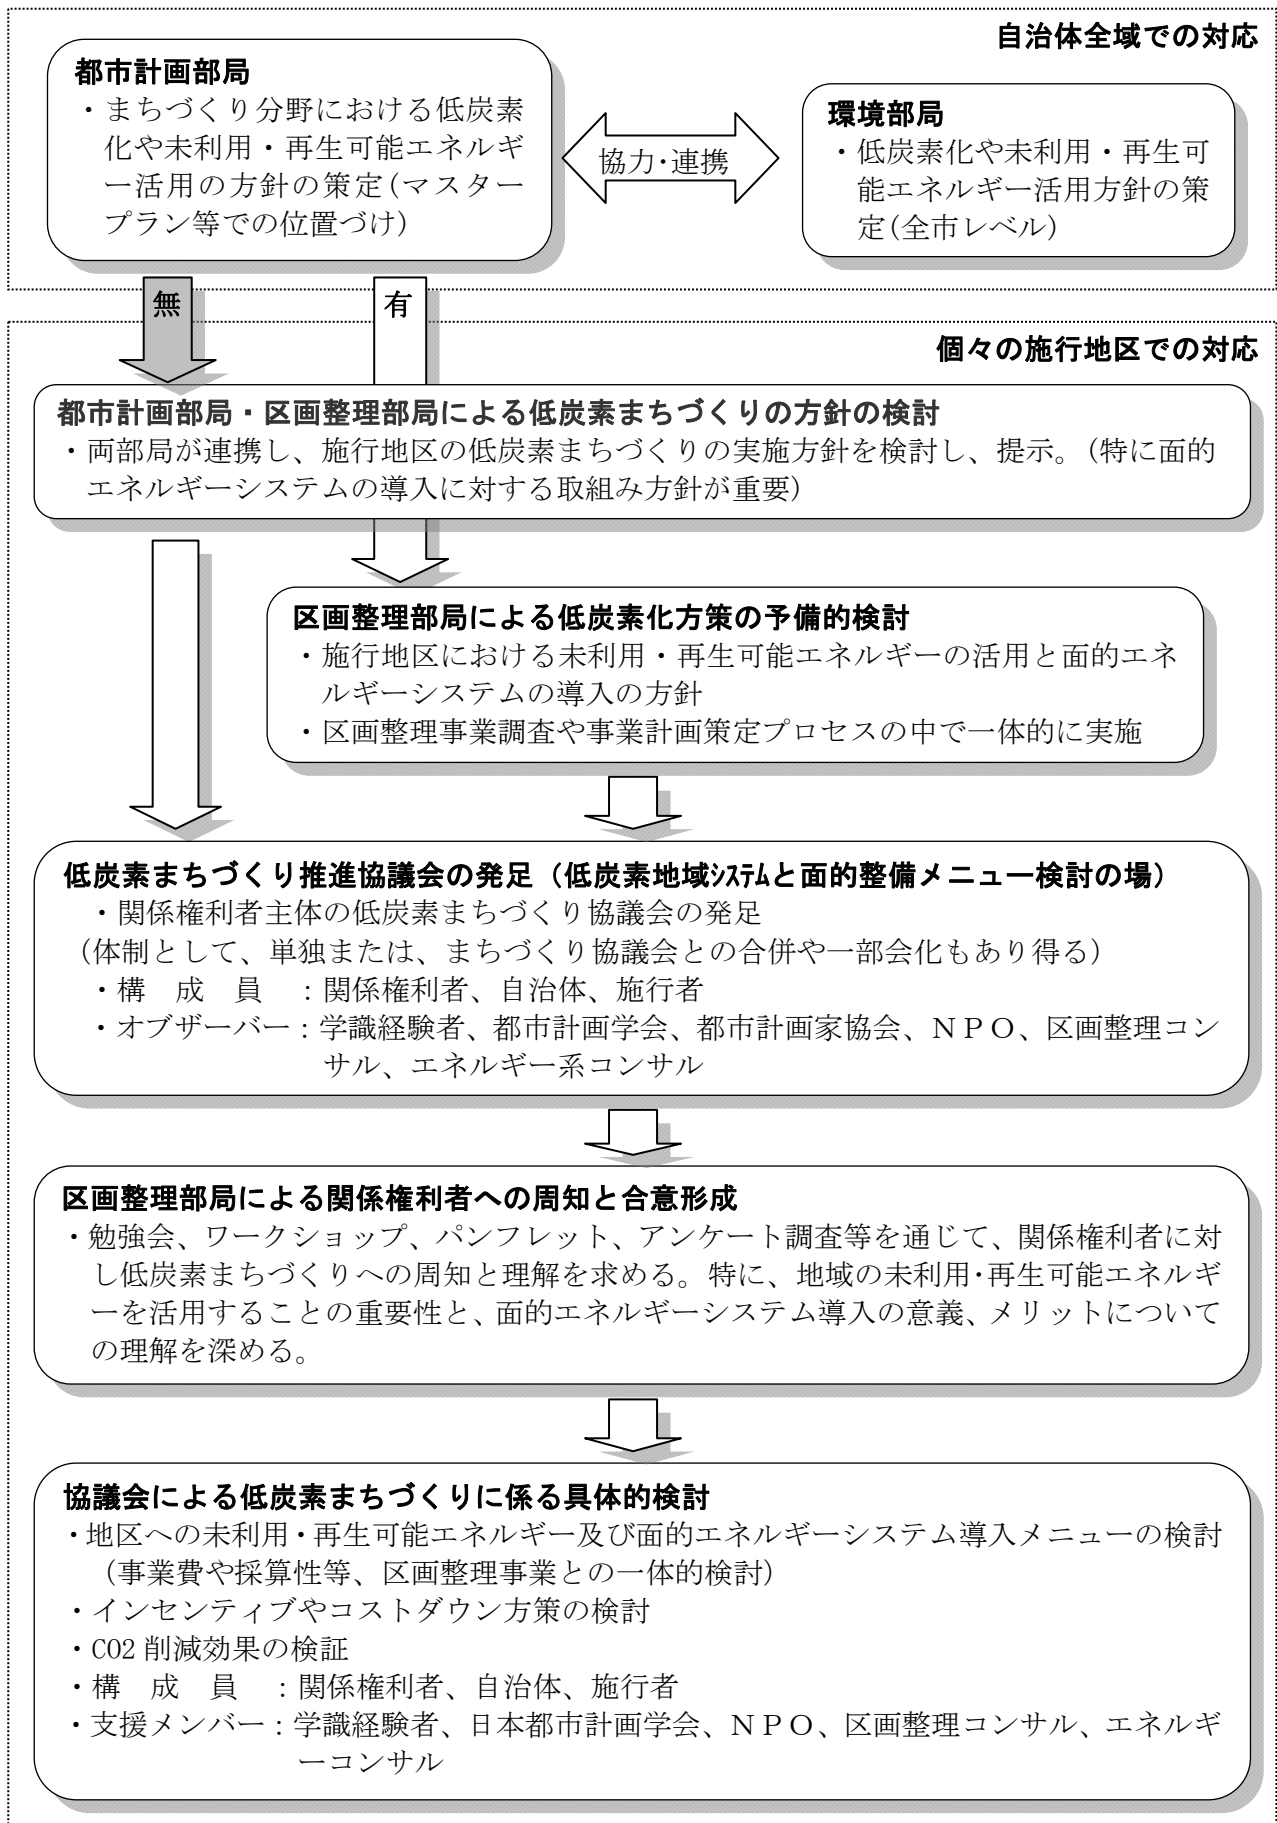 自治体全域での対応
都市計画部局
・まちづくり分野における低炭素
化や未利用・再生可能エネルギ
ー活用の方針の策定(マスター
プラン等での位置づけ)
協力･連携
環境部局
・低炭素化や未利用・再生可
能エネルギー活用方針の策
定(全市レベル)
無
有
個々の施行地区での対応
都市計画部局・区画整理部局による低炭素まちづくりの方針の検討
・両部局が連携し、施行地区の低炭素まちづくりの実施方針を検討し、提示。(特に面的
エネルギーシステムの導入に対する取組み方針が重要)
区画整理部局による低炭素化方策の予備的検討
・施行地区における未利用・再生可能エネルギーの活用と面的エネ
ルギーシステムの導入の方針
・区画整理事業調査や事業計画策定プロセスの中で一体的に実施
低炭素まちづくり推進協議会の発足（低炭素地域ｼｽﾃﾑと面的整備メニュー検討の場）
・関係権利者主体の低炭素まちづくり協議会の発足
（体制として、単独または、まちづくり協議会との合併や一部会化もあり得る）
・構　成　員　：関係権利者、自治体、施行者
・オブザーバー：学識経験者、都市計画学会、都市計画家協会、ＮＰＯ、区画整理コン
サル、エネルギー系コンサル
区画整理部局による関係権利者への周知と合意形成
・勉強会、ワークショップ、パンフレット、アンケート調査等を通じて、関係権利者に対
し低炭素まちづくりへの周知と理解を求める。特に、地域の未利用･再生可能エネルギ
ーを活用することの重要性と、面的エネルギーシステム導入の意義、メリットについて
の理解を深める。
協議会による低炭素まちづくりに係る具体的検討
・地区への未利用･再生可能エネルギー及び面的エネルギーシステム導入メニューの検討
（事業費や採算性等、区画整理事業との一体的検討）
・インセンティブやコストダウン方策の検討
・CO2 削減効果の検証
・構　成　員　：関係権利者、自治体、施行者
・支援メンバー：学識経験者、日本都市計画学会、ＮＰＯ、区画整理コンサル、エネルギ
ーコンサル